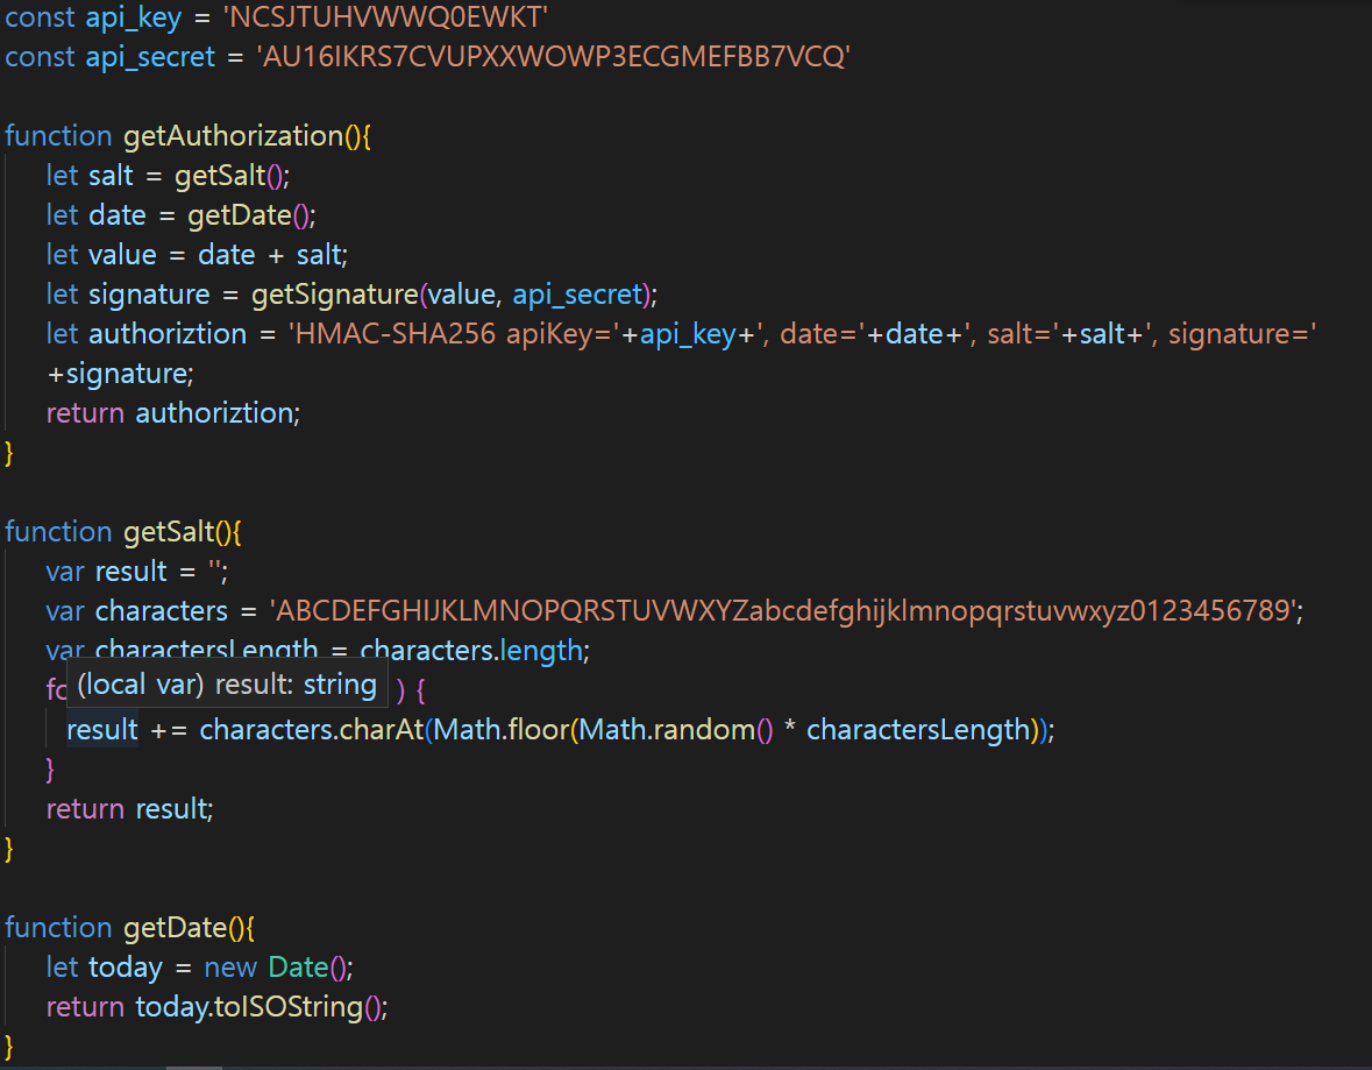 const api_key = 'NCSJTUHVWWQ0EWKT'
const api_secret = 'AU16IKRS7CVUPXXWOWP3ECGMEFBB7VCQ'
function getAuthorization(){
let salt = getSalt();
let date = getDate();
let value = date + salt;
let signature = getSignature(value, api_secret);
let authoriztion = 'HMAC-SHA256 apiKey='+api_key+', date='+date+', salt='+salt+', signature='
+signature;
return authoriztion;
}
function getSalt(){
var result = '';
var characters = 'ABCDEFGHIJKLMNOPQRSTUVWXYZabcdefghijklmnopqrstuvwxyz0123456789';
var charactersLength = characters.length;
(local var) result: string ) {
result += characters.charAt(Math.floor(Math.random() * charactersLength));
}
return result;
}
function getDate(){
let today = new Date();
return today.toISOString();
}